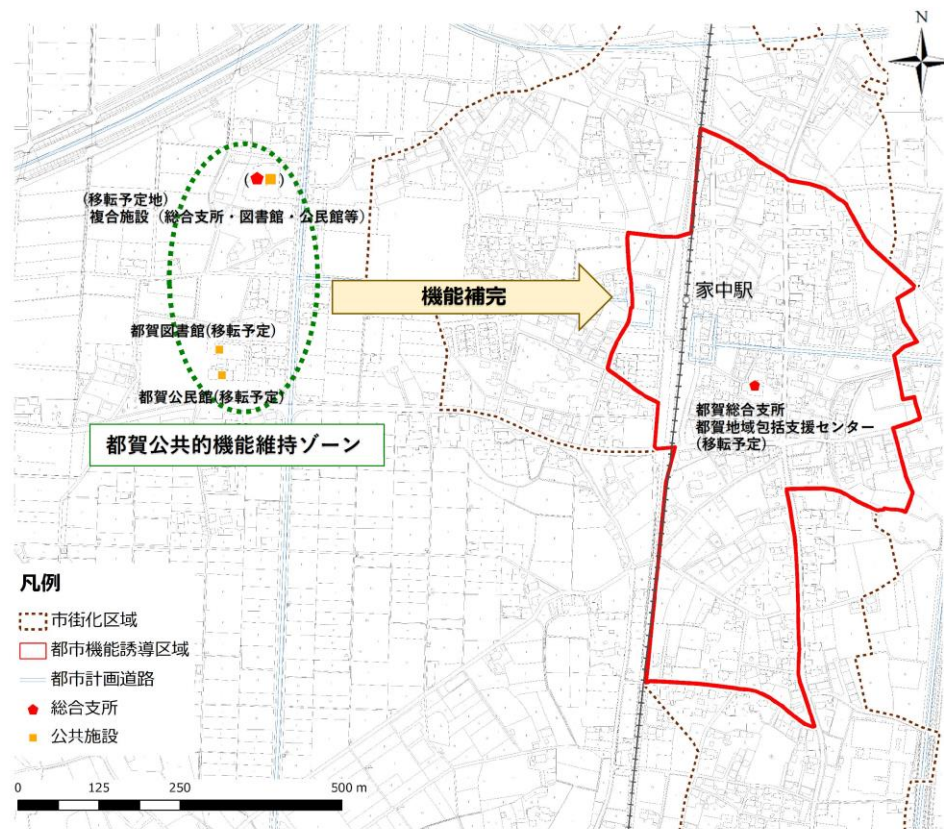 N
(移転予定地)
複合施設(総合支所・図書館・公民館等)
機能補完
家中駅
都賀図書館(移転予定)
都賀公民館(移転予定)
都賀総合支所
都賀地域包括支援センター
(移転予定)
都賀公共的機能維持ゾーン
凡例
市街化区域
都市機能誘導区域
都市計画道路
総合支所
公共施設
0 125 250 500 m